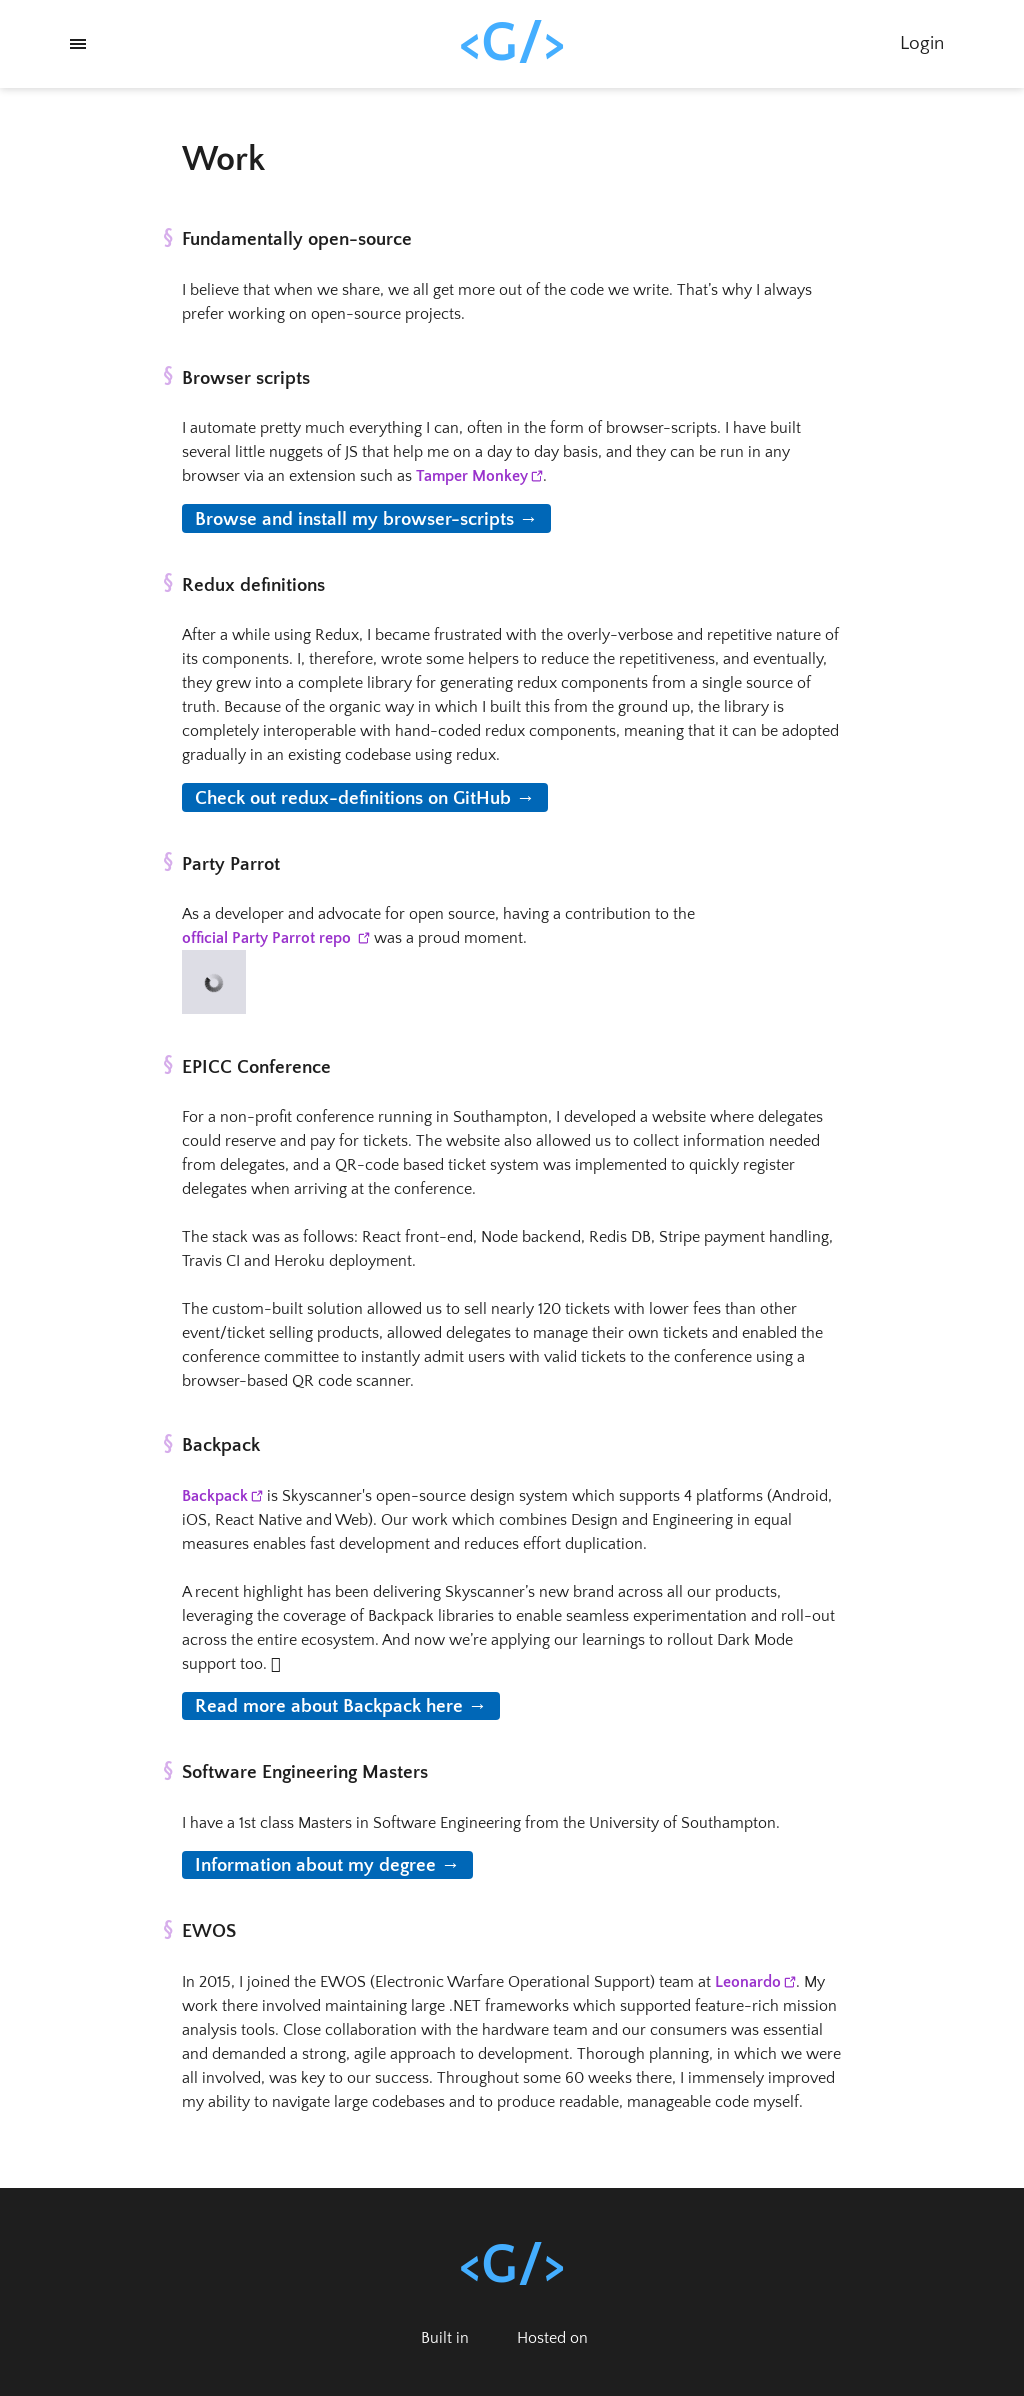 <G/>
Login
Work
§ Fundamentally open-source
I believe that when we share, we all get more out of the code we write. That’s why I always
prefer working on open-source projects.
§ Browser scripts
I automate pretty much everything I can, often in the form of browser-scripts. I have built
several little nuggets of JS that help me on a day to day basis, and they can be run in any
browser via an extension such as Tamper Monkey.
Browse and install my browser-scripts →
§ Redux definitions
After a while using Redux, I became frustrated with the overly-verbose and repetitive nature of
its components. I, therefore, wrote some helpers to reduce the repetitiveness, and eventually,
they grew into a complete library for generating redux components from a single source of
truth. Because of the organic way in which I built this from the ground up, the library is
completely interoperable with hand-coded redux components, meaning that it can be adopted
gradually in an existing codebase using redux.
Check out redux-definitions on GitHub →
§ Party Parrot
As a developer and advocate for open source, having a contribution to the
official Party Parrot repo was a proud moment.
§ EPICC Conference
For a non-profit conference running in Southampton, I developed a website where delegates
could reserve and pay for tickets. The website also allowed us to collect information needed
from delegates, and a QR-code based ticket system was implemented to quickly register
delegates when arriving at the conference.
The stack was as follows: React front-end, Node backend, Redis DB, Stripe payment handling,
Travis CI and Heroku deployment.
The custom-built solution allowed us to sell nearly 120 tickets with lower fees than other
event/ticket selling products, allowed delegates to manage their own tickets and enabled the
conference committee to instantly admit users with valid tickets to the conference using a
browser-based QR code scanner.
§ Backpack
Backpack is Skyscanner's open-source design system which supports 4 platforms (Android,
iOS, React Native and Web). Our work which combines Design and Engineering in equal
measures enables fast development and reduces effort duplication.
A recent highlight has been delivering Skyscanner’s new brand across all our products,
leveraging the coverage of Backpack libraries to enable seamless experimentation and roll-out
across the entire ecosystem. And now we’re applying our learnings to rollout Dark Mode
support too.
Read more about Backpack here →
§ Software Engineering Masters
I have a 1st class Masters in Software Engineering from the University of Southampton.
Information about my degree →
§ EWOS
In 2015, I joined the EWOS (Electronic Warfare Operational Support) team at Leonardo. My
work there involved maintaining large .NET frameworks which supported feature-rich mission
analysis tools. Close collaboration with the hardware team and our consumers was essential
and demanded a strong, agile approach to development. Thorough planning, in which we were
all involved, was key to our success. Throughout some 60 weeks there, I immensely improved
my ability to navigate large codebases and to produce readable, manageable code myself.
<G/>
Built in Hosted on